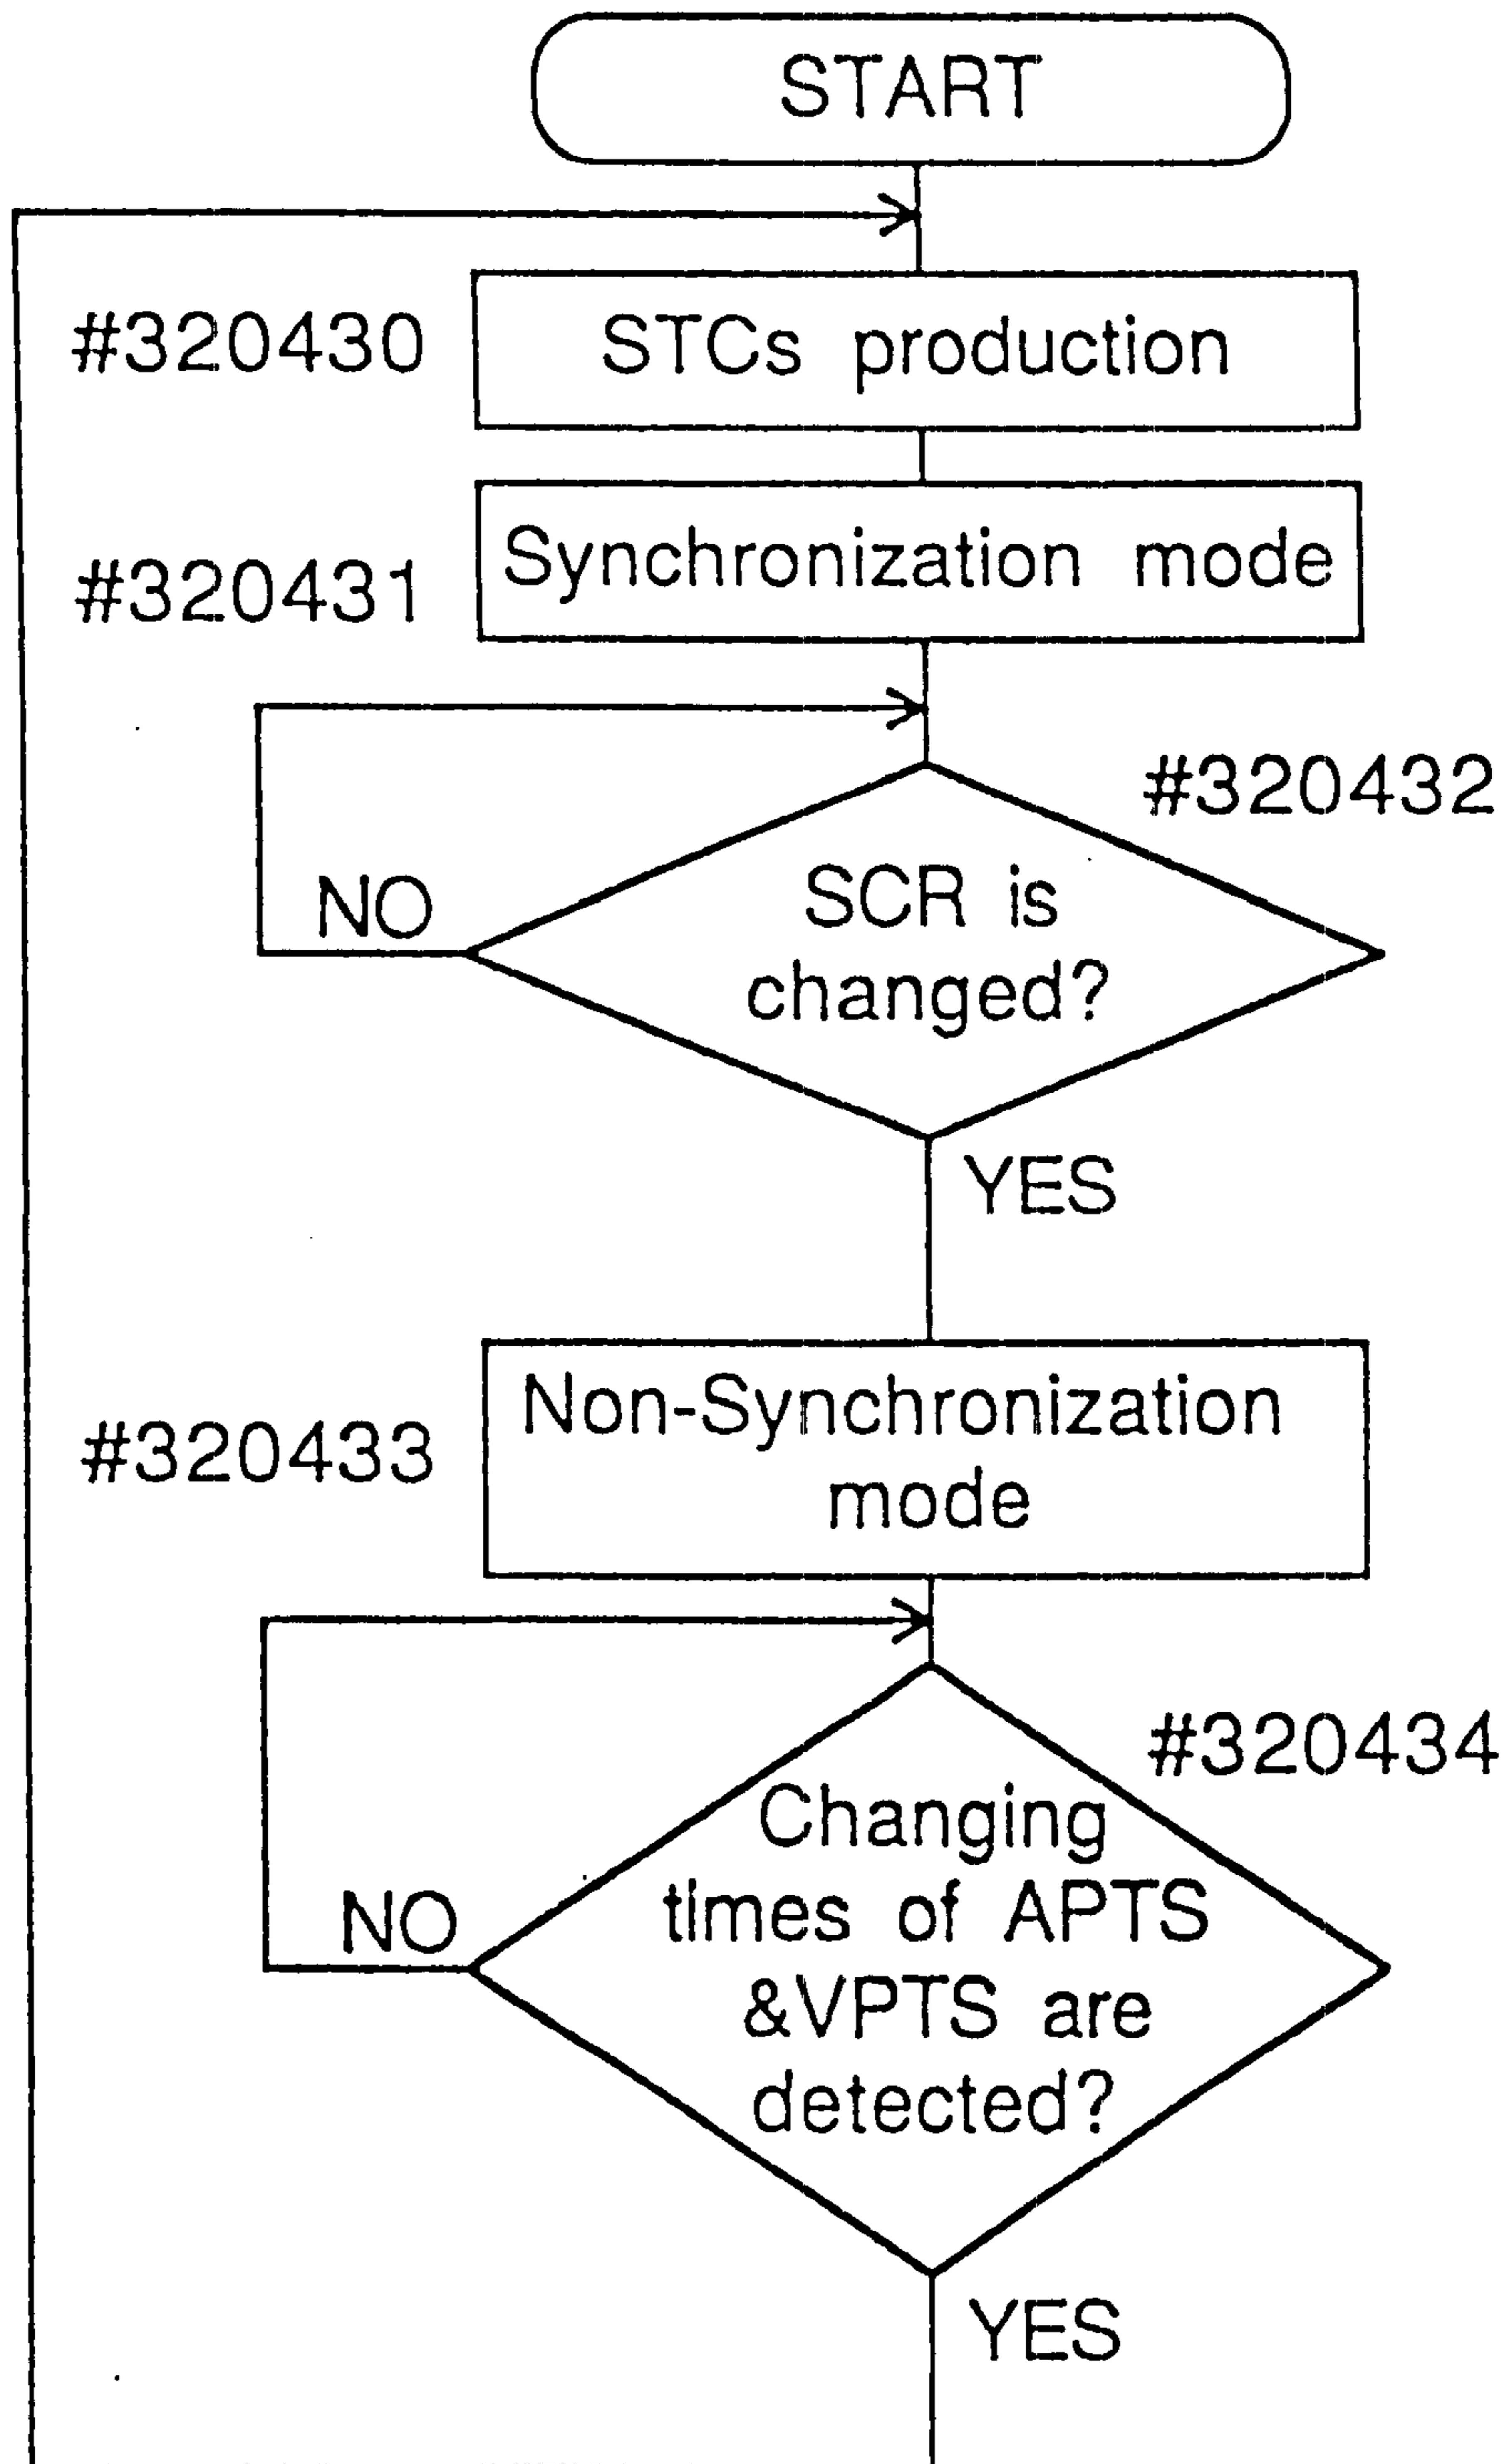 START
#320430
STCs production
#320431
Synchronization mode
#320432
SCR is
changed?
NO
YES
#320433
Non-Synchronization
mode
#320434
Changing
times of APTS
&VPTS are
detected?
NO
YES